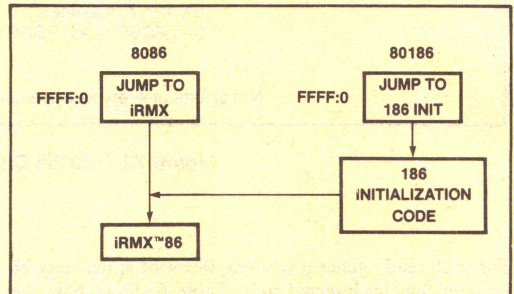 8086
80186
FFFF:0
JUMP TO
iRMX
FFFF:0
JUMP TO
186 INIT
186
INITIALIZATION
CODE
iRMX™86